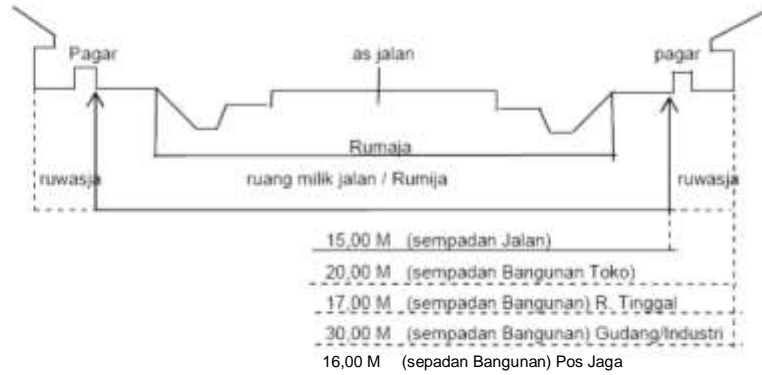 Pagar as jalan pagar
Rumaja
ruwasja ruang milik jalan / Rumija ruwasja
15,00 M (sempadan Jalan)
20,00 M (sempadan Bangunan Toko)
17,00 M (sempadan Bangunan) R. Tinggal
30,00 M (sempadan Bangunan) Gudang/Industri
16,00 M (sepadan Bangunan) Pos Jaga